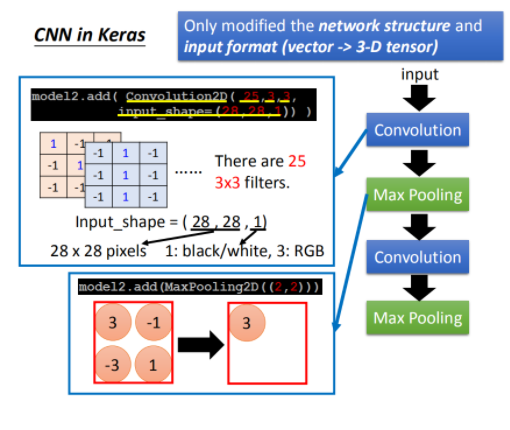 CNN in Keras
Only modified the network structure and
input format (vector -> 3-D tensor)
input
Convolution
Max Pooling
Convolution
Max Pooling
model2.add( Convolution2D( 25,3,3,
input_shape=(28,28,1)) )
1 -1 -1
-1 1
-1 -1
-1 1 -1
-1 1 -1
-1 1 -1
......
There are 25
3x3 filters.
Input_shape = ( 28 , 28 , 1)
28 x 28 pixels 1: black/white, 3: RGB
model2.add(MaxPooling2D((2,2)))
3 -1
-3 1
3